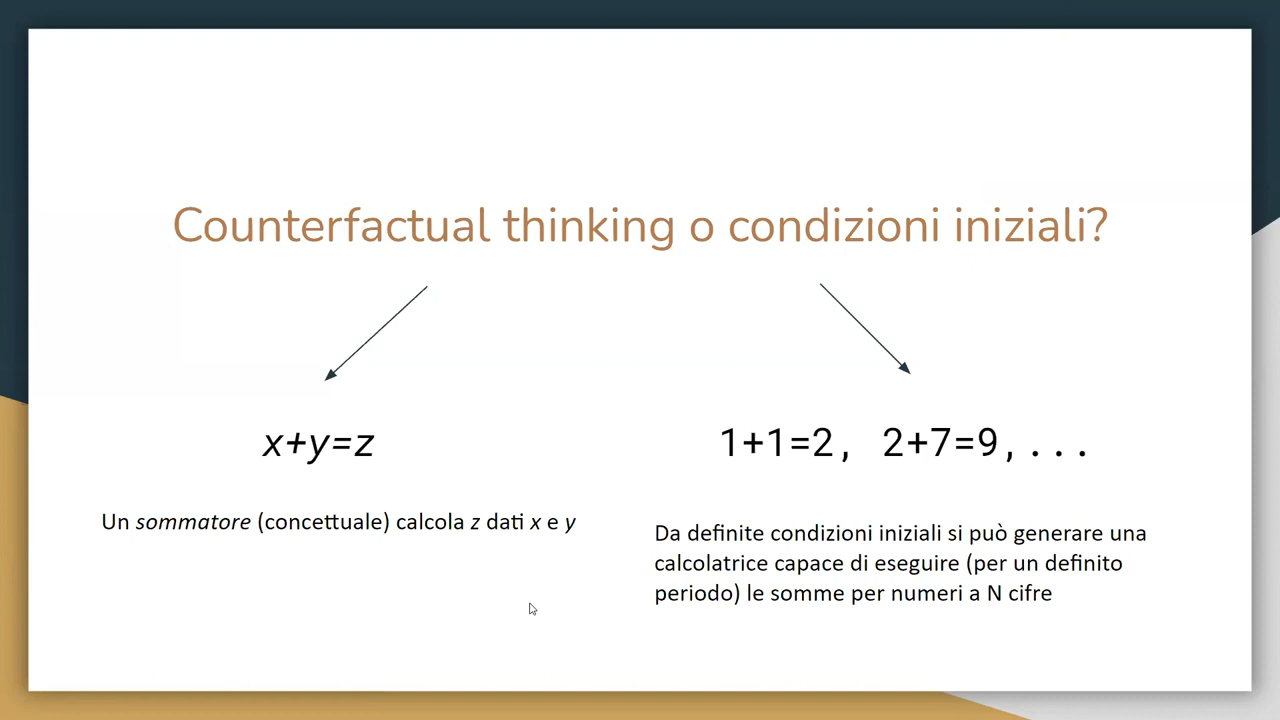 Counterfactual thinking o condizioni iniziali?
x+y=z
Un sommatore (concettuale) calcola z dati x e y
1+1=2, 2+7=9,...
Da definite condizioni iniziali si può generare una
calcolatrice capace di eseguire (per un definito
periodo) le somme per numeri a N cifre